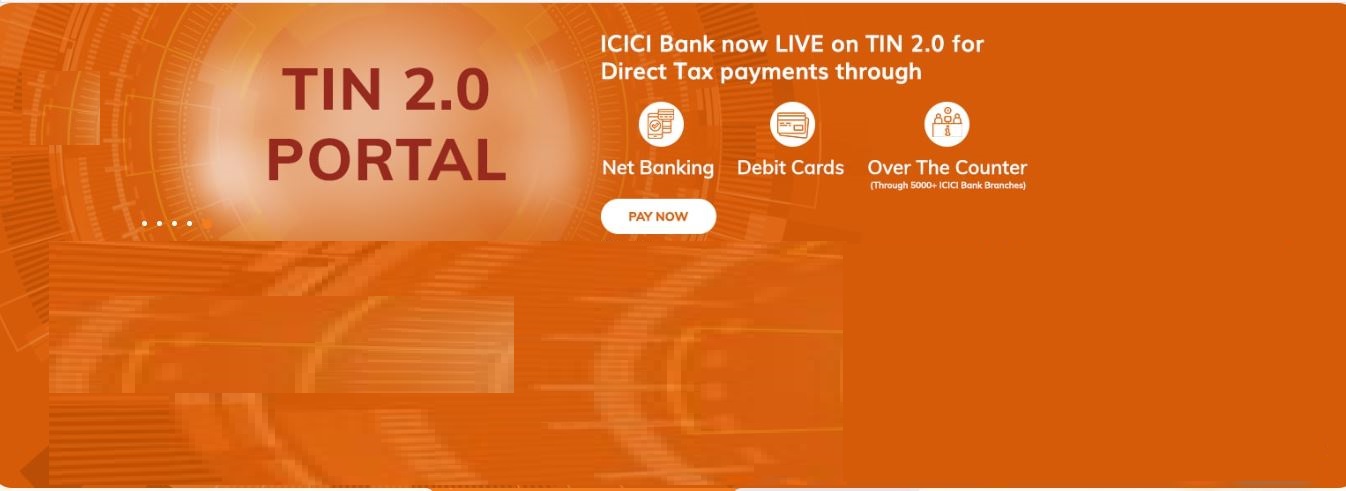 TIN 2.0
PORTAL
ICICI Bank now LIVE on TIN 2.0 for
Direct Tax payments through
Net Banking
Debit Cards
Over The Counter
(Through 5000+ ICICI Bank Branches)
PAY NOW